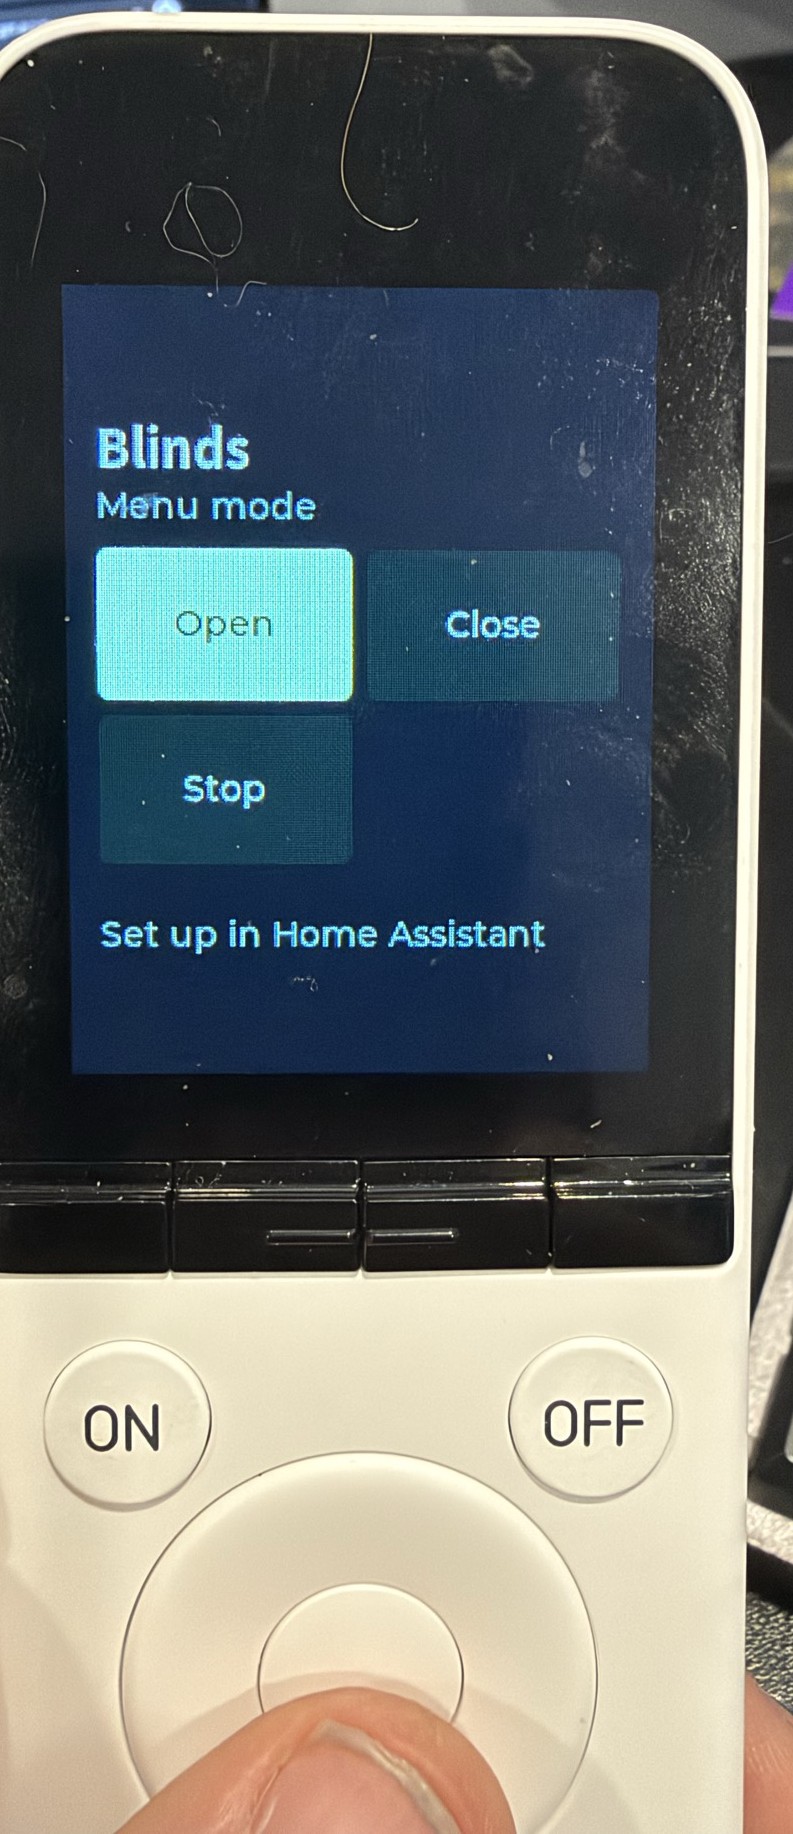 Blinds
Menu mode
Open Close
Stop
Set up in Home Assistant
ON OFF